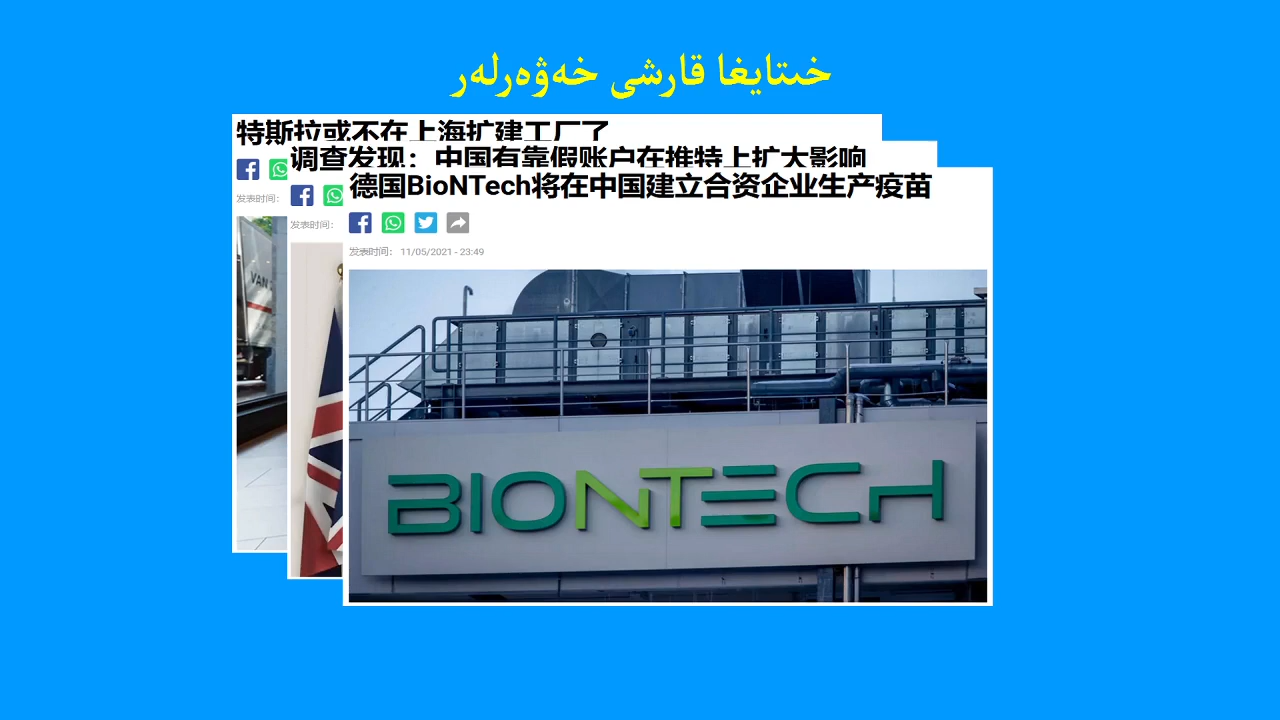 خىتايغا قارشى خەۋەرلەر
特斯拉或不在上海扩建工厂了
发表时间：
调查发现：中国有靠假账户在推特上扩大影响
发表时间：
德国BioNTech将在中国建立合资企业生产疫苗
发表时间： 11/05/2021 - 23:49
VAN
BIONTECH